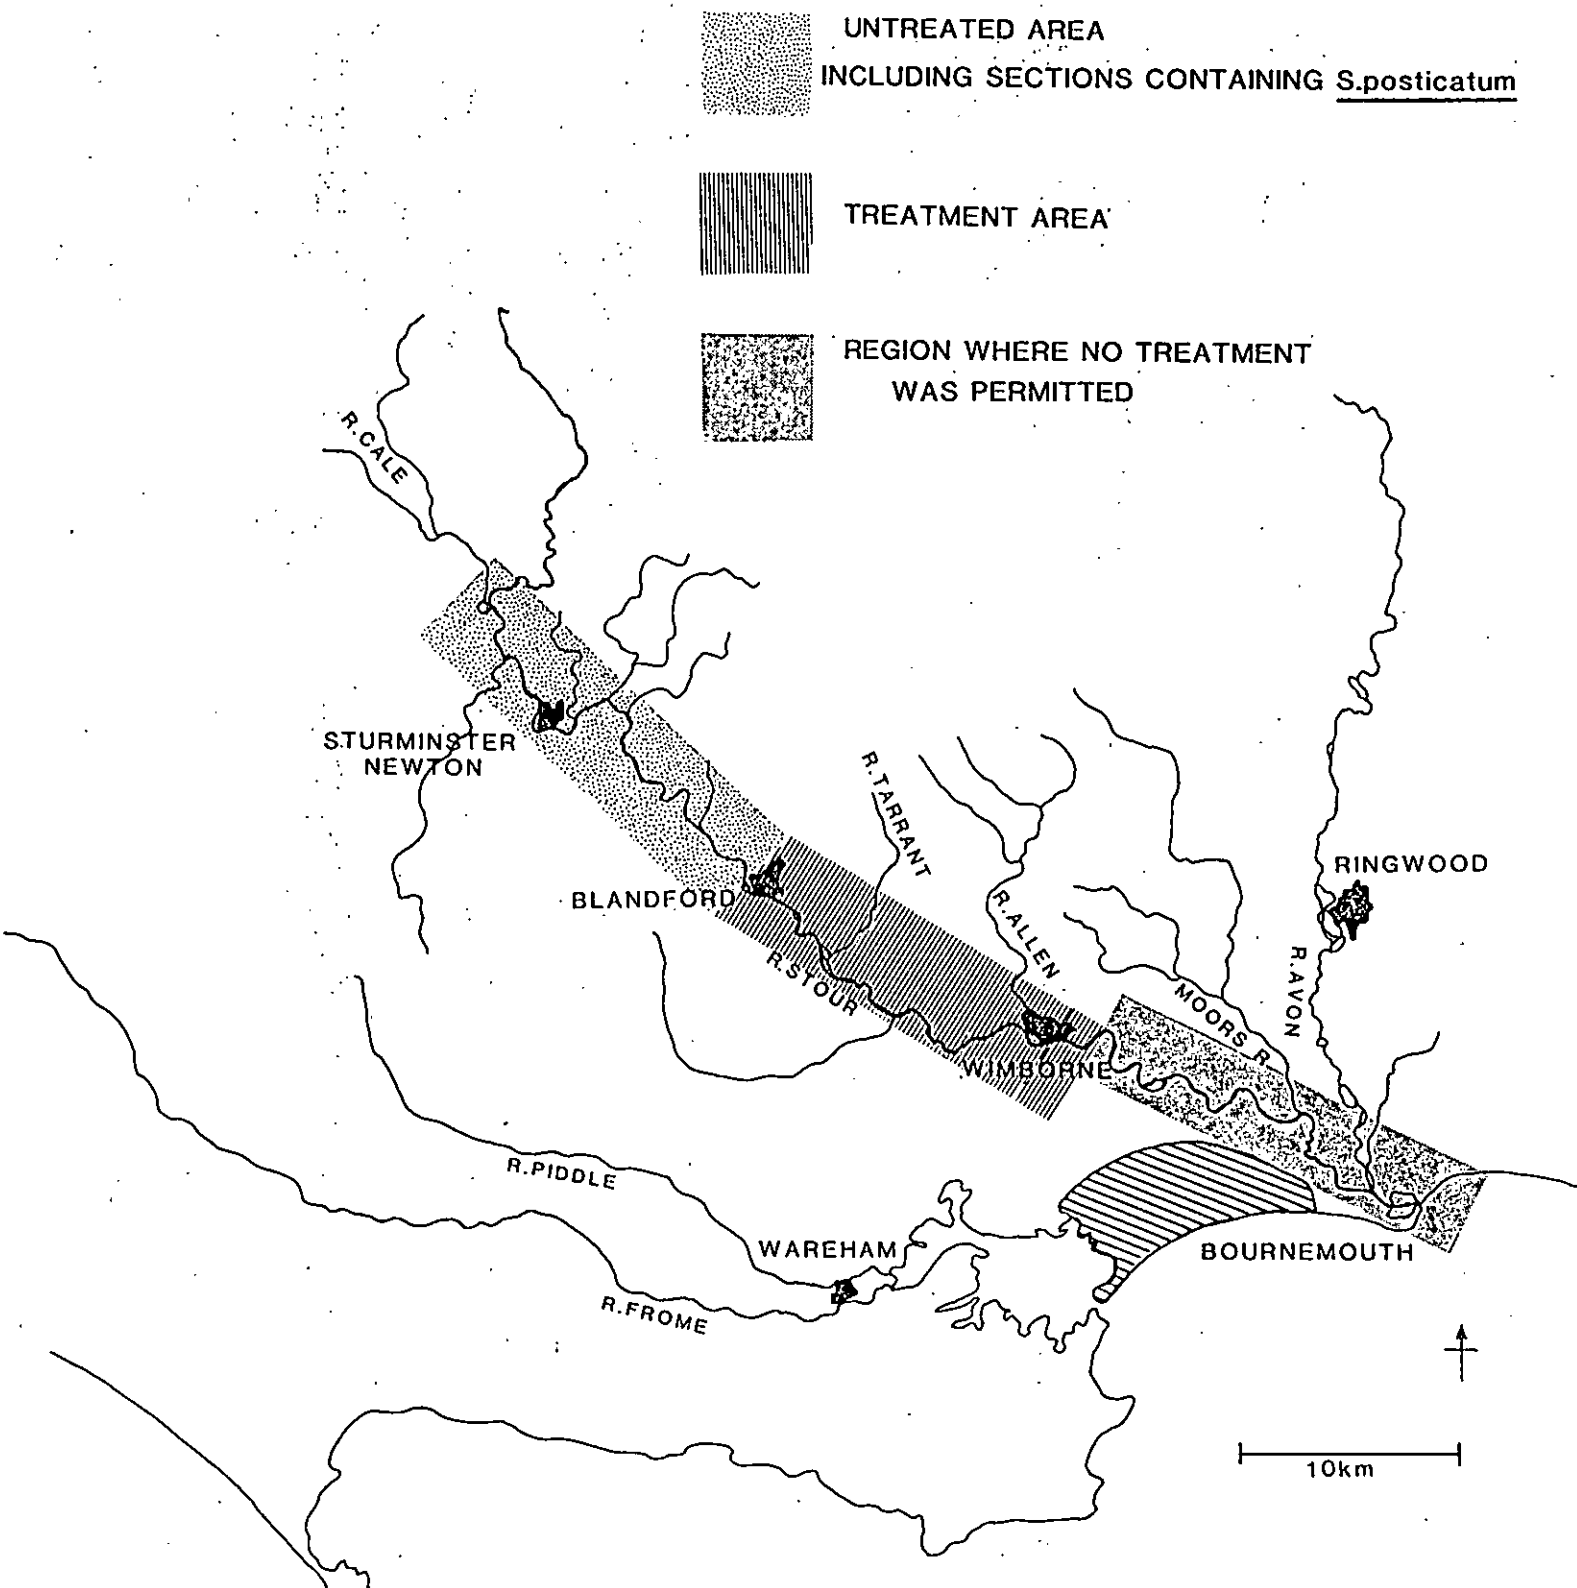 UNTREATED AREA
INCLUDING SECTIONS CONTAINING S.posticatum
TREATMENT AREA
REGION WHERE NO TREATMENT
WAS PERMITTED
R.CALE
STURMINSTER
NEWTON
R.TARRANT
RINGWOOD
BLANDFORD
R.ALLEN
R.AVON
R.STOUR
MOORS R.
WIMBORNE
R.PIDDLE
WAREHAM
BOURNEMOUTH
R.FROME
10km